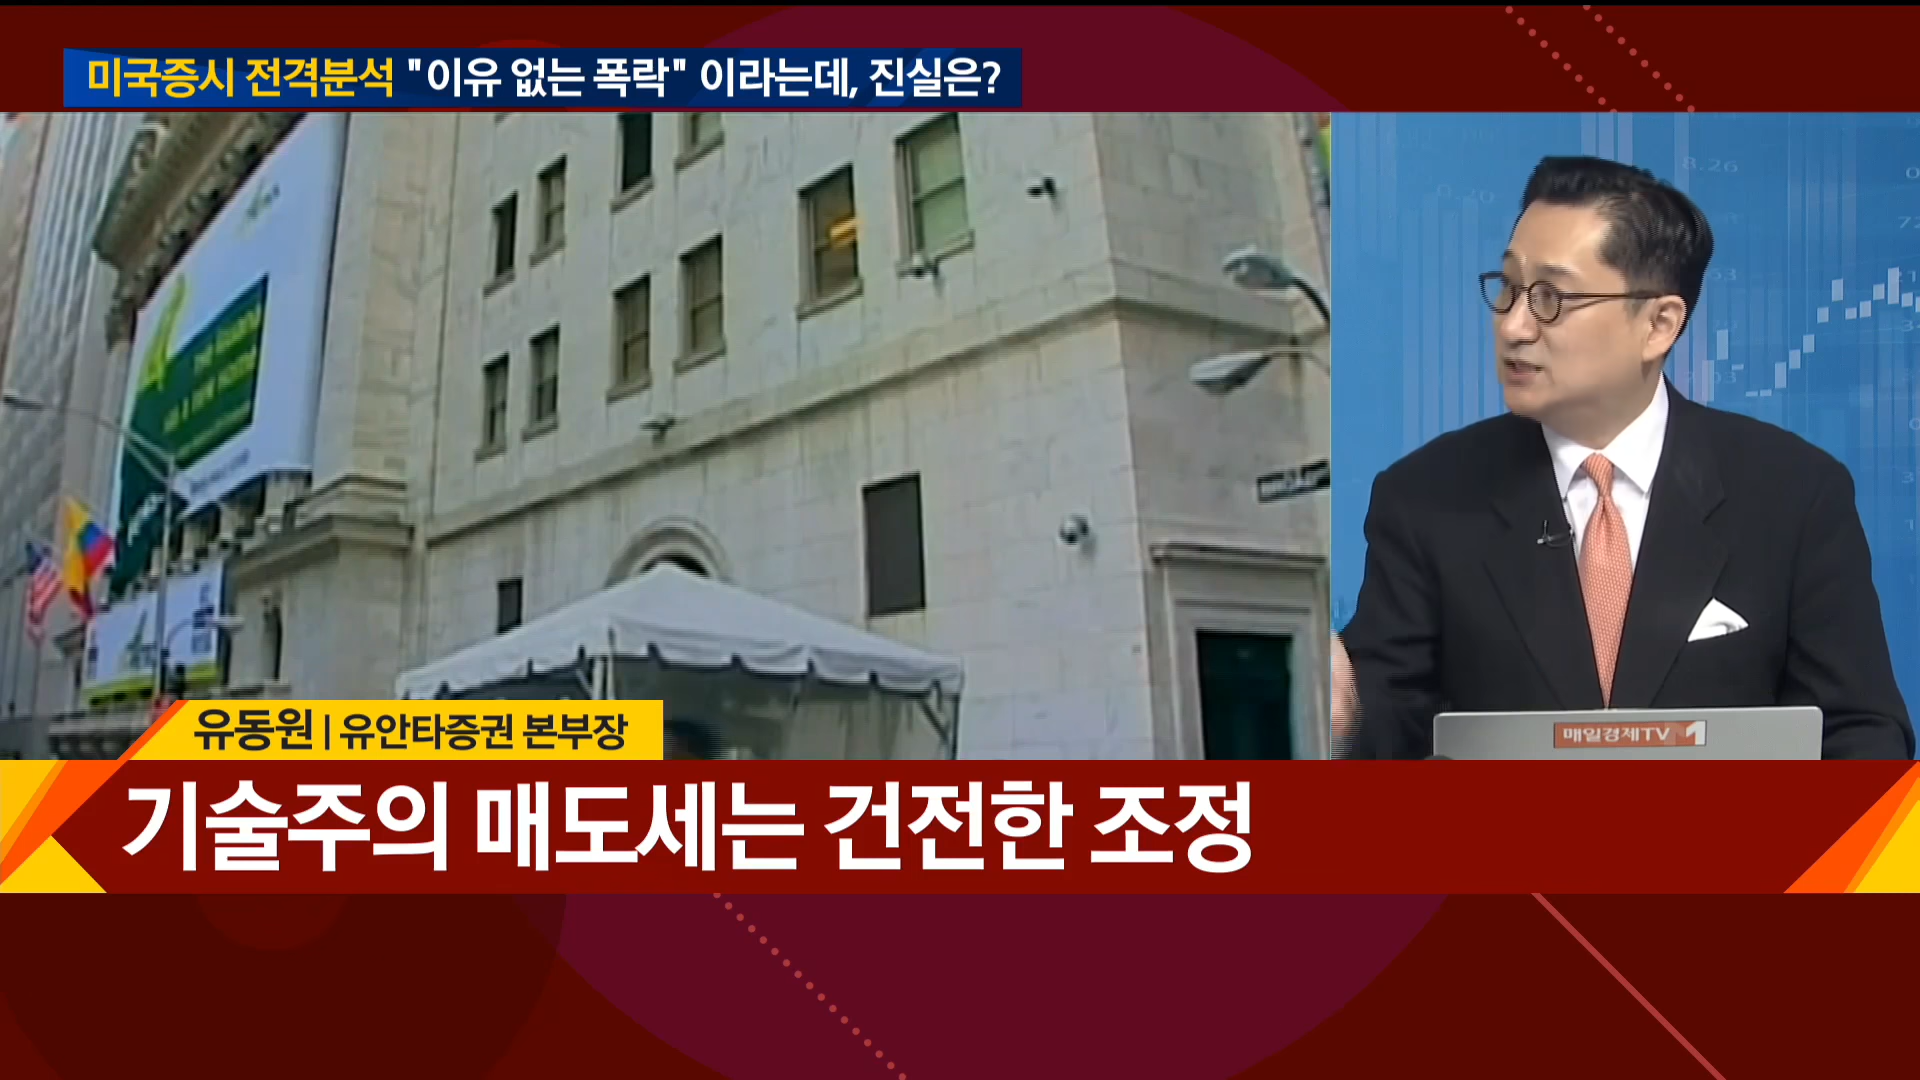 미국증시 전격분석 "이유 없는 폭락" 이라는데, 진실은?
유동원 | 유안타증권 본부장
매일경제TV
기술주의 매도세는 건전한 조정